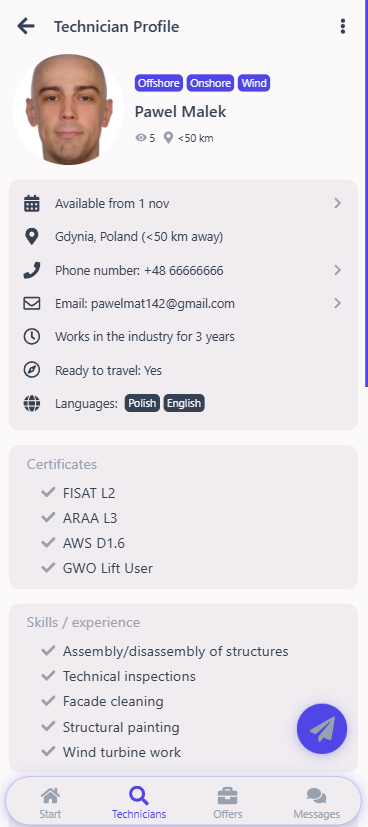 Technician Profile
Offshore Onshore Wind
Pawel Malek
5 <50 km
Available from 1 nov
Gdynia, Poland (<50 km away)
Phone number: +48 66666666
Email: pawelmat142@gmail.com
Works in the industry for 3 years
Ready to travel: Yes
Languages: Polish English
Certificates
FISAT L2
ARAA L3
AWS D1.6
GWO Lift User
Skills / experience
Assembly/disassembly of structures
Technical inspections
Facade cleaning
Structural painting
Wind turbine work
Start Technicians Offers Messages